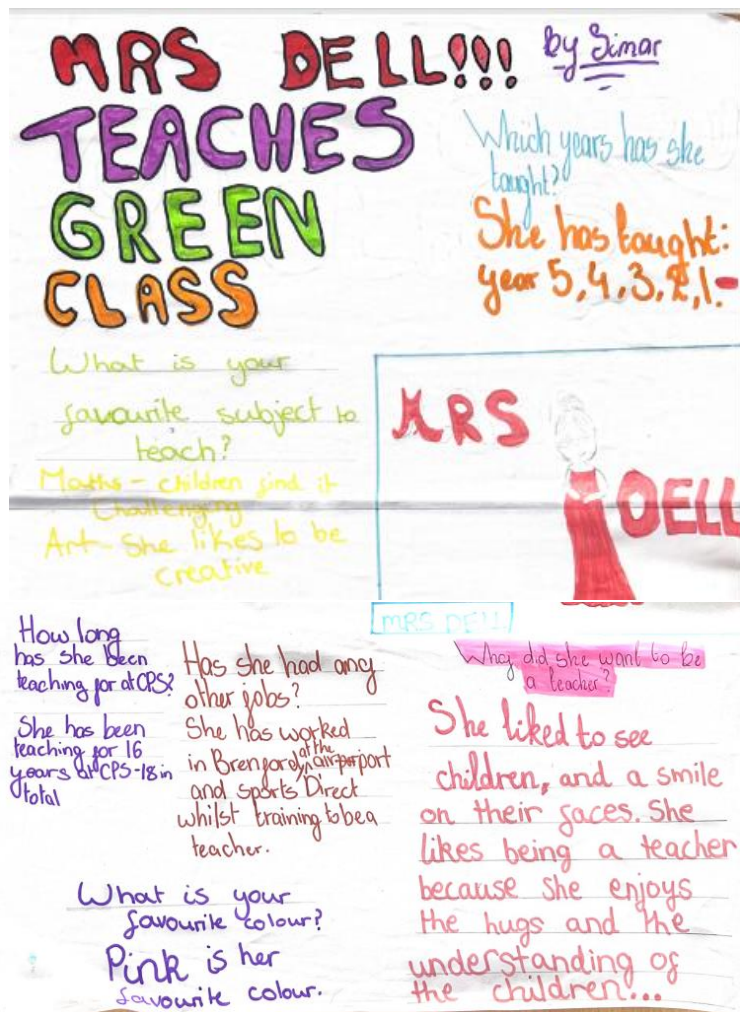 MRS DELL!!!
by Simar
TEACHES
GREEN
CLASS
Which years has she
taught?
She has taught:
year 5,4,3,2,1.
What is your
favourite subject to
teach?
Maths - children find it
Challenging
Art - She likes to be
creative
MRS
DELL
MRS DELL
How long
has she been
teaching for at CPS?
She has been
teaching for 16
years at CPS -18 in
total
Has she had any
other jobs?
She has worked
in Brenford, at the airport
and sports Direct
whilst training to be a
teacher.
What is your
favourite colour?
Pink is her
favourite colour.
Why did she want to be
a teacher?
She liked to see
children, and a smile
on their faces. She
likes being a teacher
because she enjoys
the hugs and the
understanding of
the children...